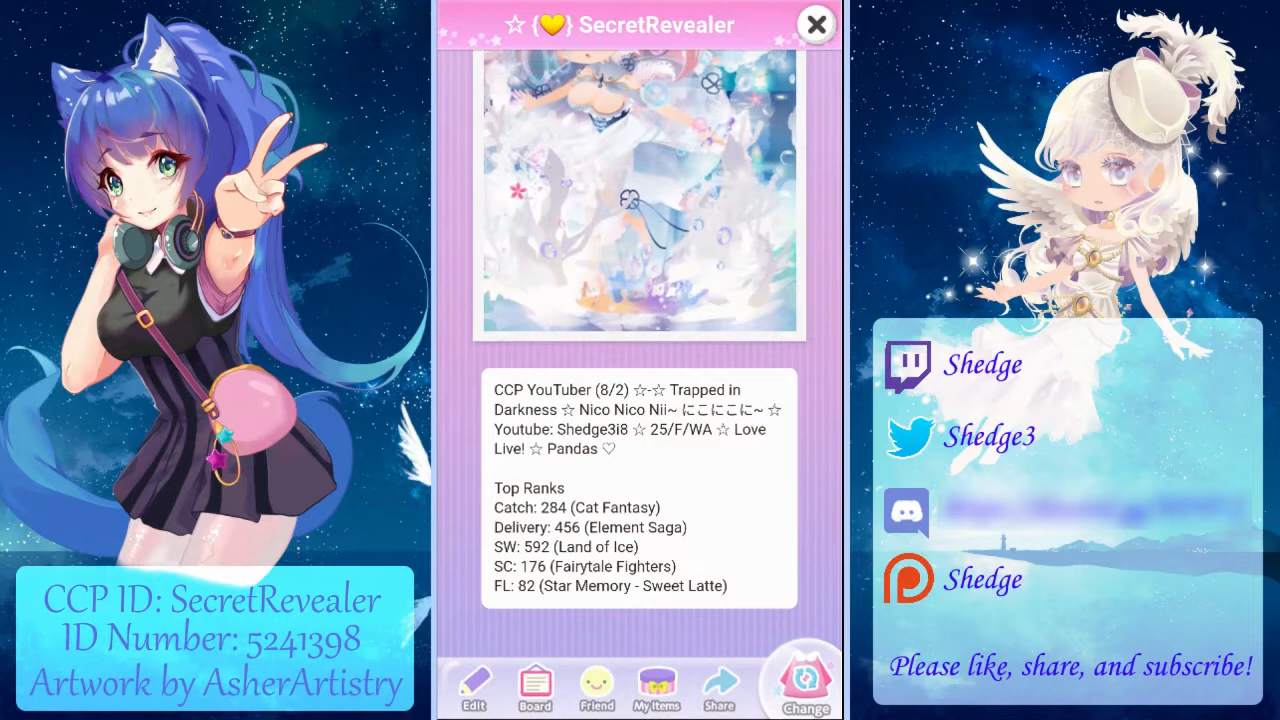 ☆ {💛} SecretRevealer
CCP YouTuber (8/2) ☆-☆ Trapped in
Darkness ☆ Nico Nico Nii~ にこにこに~ ☆
Youtube: Shedge3i8 ☆ 25/F/WA ☆ Love
Live! ☆ Pandas ♡
Top Ranks
Catch: 284 (Cat Fantasy)
Delivery: 456 (Element Saga)
SW: 592 (Land of Ice)
SC: 176 (Fairytale Fighters)
FL: 82 (Star Memory - Sweet Latte)
Edit
Board
Friend
My Items
Share
Change
CCP ID: SecretRevealer
ID Number: 5241398
Artwork by AsherArtistry
Shedge
Shedge3
Shedge
Please like, share, and subscribe!